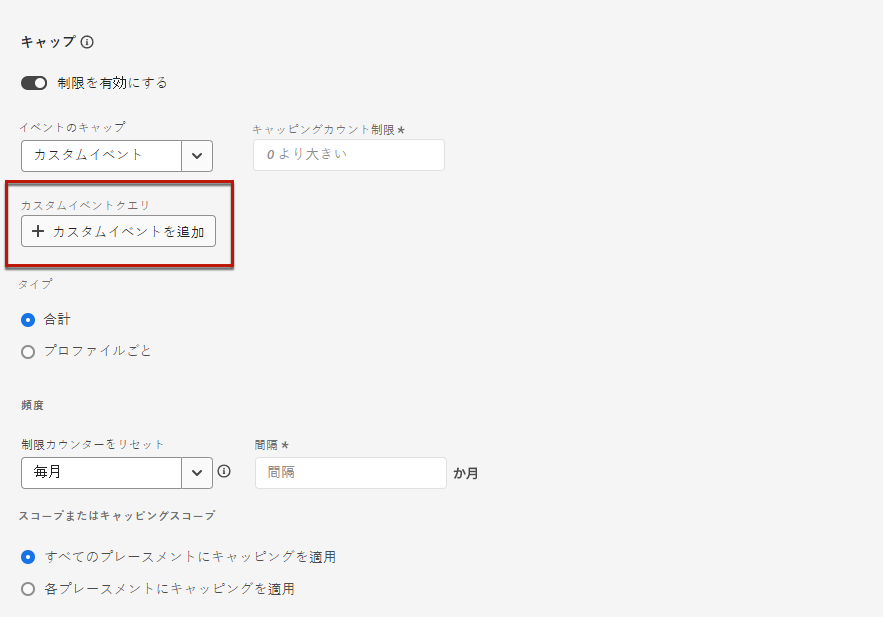 キャップ
制限を有効にする
イベントのキャップ
キャッピングカウント制限 *
カスタムイベント
0 より大きい
カスタムイベントクエリ
+ カスタムイベントを追加
タイプ
合計
プロファイルごと
頻度
制限カウンターをリセット
間隔 *
毎月
間隔
か月
スコープまたはキャッピングスコープ
すべてのプレースメントにキャッピングを適用
各プレースメントにキャッピングを適用